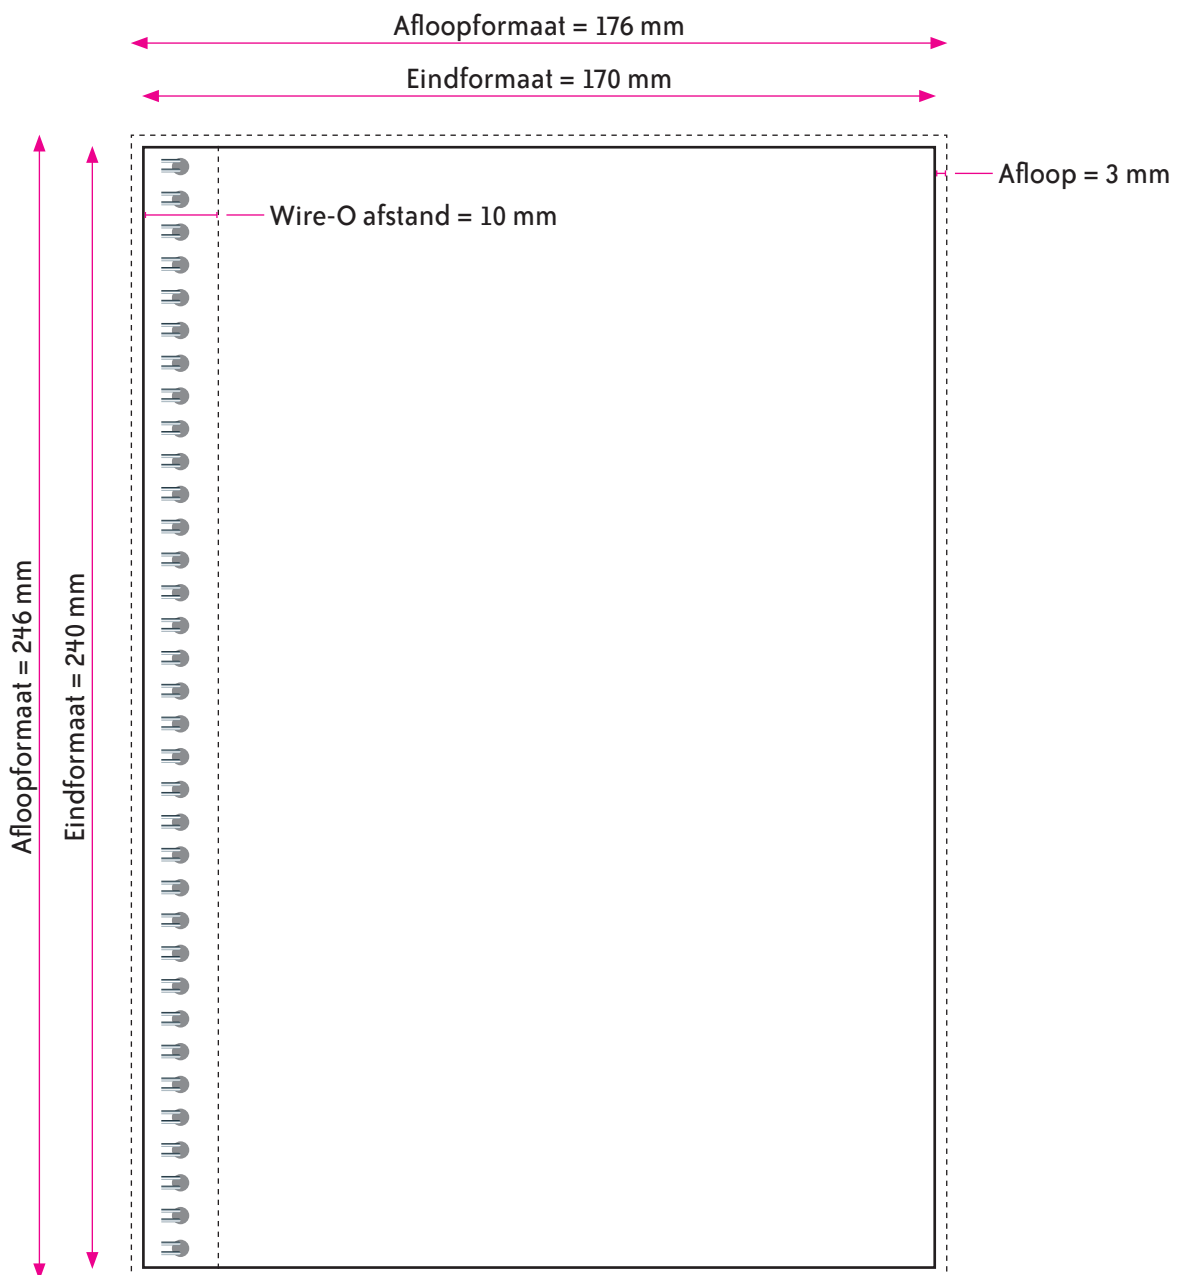 Afloopformaat = 176 mm
Eindformaat = 170 mm
Afloop = 3 mm
Wire-O afstand = 10 mm
Afloopformaat = 246 mm
Eindformaat = 240 mm